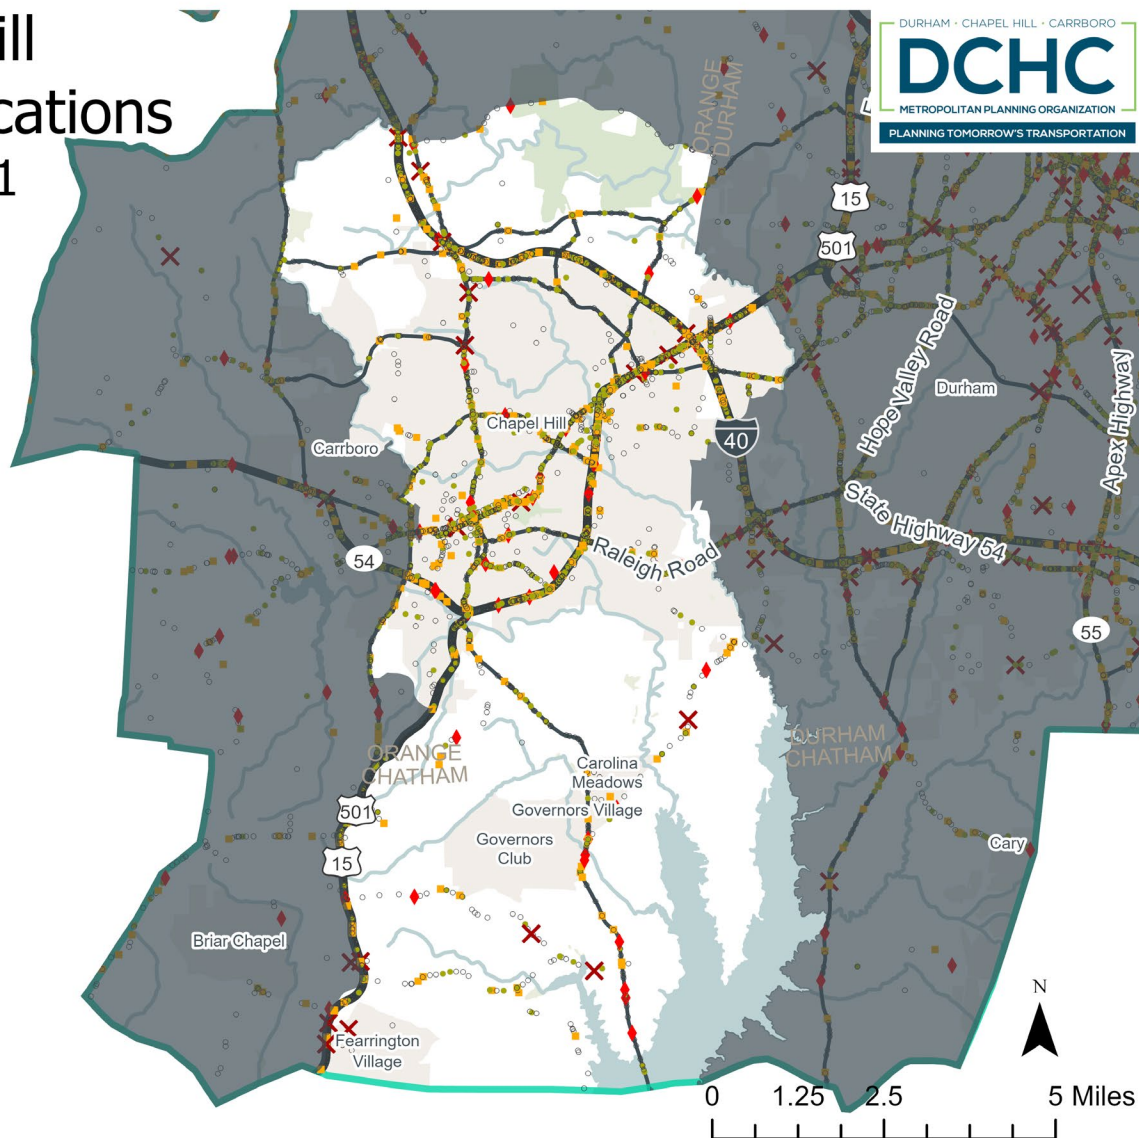 ill
cations
1
DURHAM · CHAPEL HILL · CARRBORO
DCHC
METROPOLITAN PLANNING ORGANIZATION
PLANNING TOMORROW'S TRANSPORTATION
ORANGE
DURHAM
15
501
Hope Valley Road
Durham
Apex Highway
Chapel Hill
Carrboro
40
State Highway 54
54
Raleigh Road
55
ORANGE
CHATHAM
DURHAM
CHATHAM
Carolina
Meadows
Governors Village
501
Governors
Club
15
Cary
Briar Chapel
Fearrington
Village
N
0 1.25 2.5 5 Miles